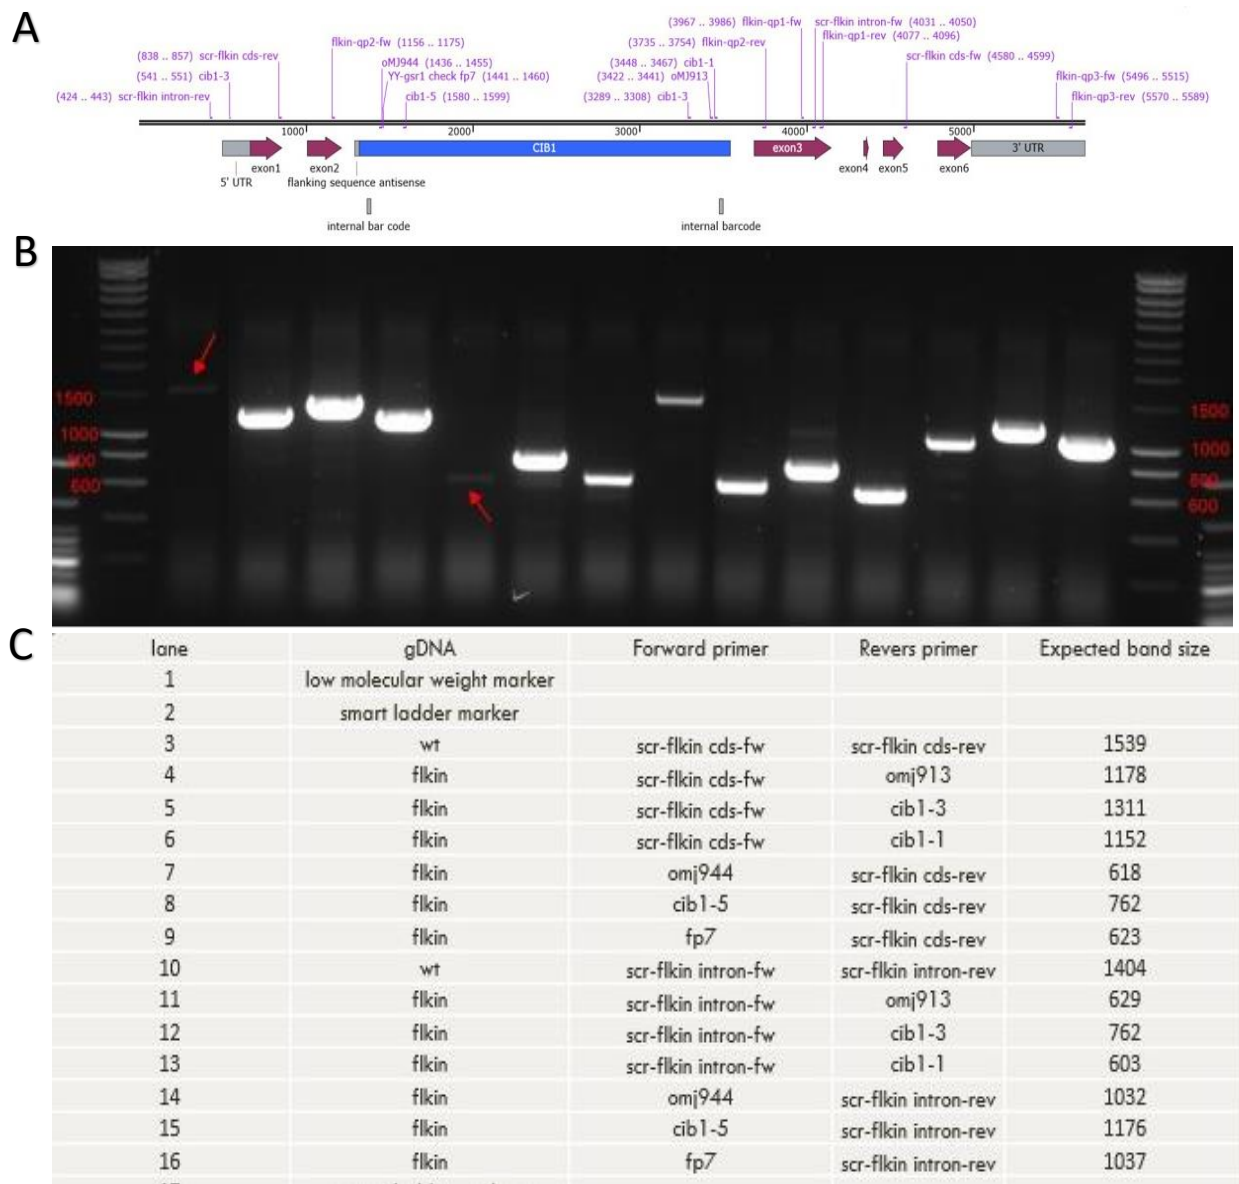 A
(3967 .. 3986) flkin-qp1-fw
scr-flkin intron-fw (4031 .. 4050)
flkin-qp2-fw (1156 .. 1175)
(3735 .. 3754) flkin-qp2-rev
flkin-qp1-rev (4077 .. 4096)
(838 .. 857) scr-flkin cds-rev
oMJ944 (1436 .. 1455)
(3448 .. 3467) cib1-1
scr-flkin cds-fw (4580 .. 4599)
(541 .. 551) cib1-3
YY-gsr1 check fp7 (1441 .. 1460)
(3422 .. 3441) oMJ913
flkin-qp3-fw (5496 .. 5515)
(424 .. 443) scr-flkin intron-rev
cib1-5 (1580 .. 1599)
(3289 .. 3308) cib1-3
flkin-qp3-rev (5570 .. 5589)
1000 2000 3000 4000 5000
CIB1 exon3 3' UTR
exon1 exon2 exon4 exon5 exon6
5' UTR flanking sequence antisense
internal bar code internal barcode
B
1500 1500
1000 1000
800 800
600 600
C
lane gDNA Forward primer Revers primer Expected band size
1 low molecular weight marker
2 smart ladder marker
3 wt scr-flkin cds-fw scr-flkin cds-rev 1539
4 flkin scr-flkin cds-fw omj913 1178
5 flkin scr-flkin cds-fw cib1-3 1311
6 flkin scr-flkin cds-fw cib1-1 1152
7 flkin omj944 scr-flkin cds-rev 618
8 flkin cib1-5 scr-flkin cds-rev 762
9 flkin fp7 scr-flkin cds-rev 623
10 wt scr-flkin intron-fw scr-flkin intron-rev 1404
11 flkin scr-flkin intron-fw omj913 629
12 flkin scr-flkin intron-fw cib1-3 762
13 flkin scr-flkin intron-fw cib1-1 603
14 flkin omj944 scr-flkin intron-rev 1032
15 flkin cib1-5 scr-flkin intron-rev 1176
16 flkin fp7 scr-flkin intron-rev 1037